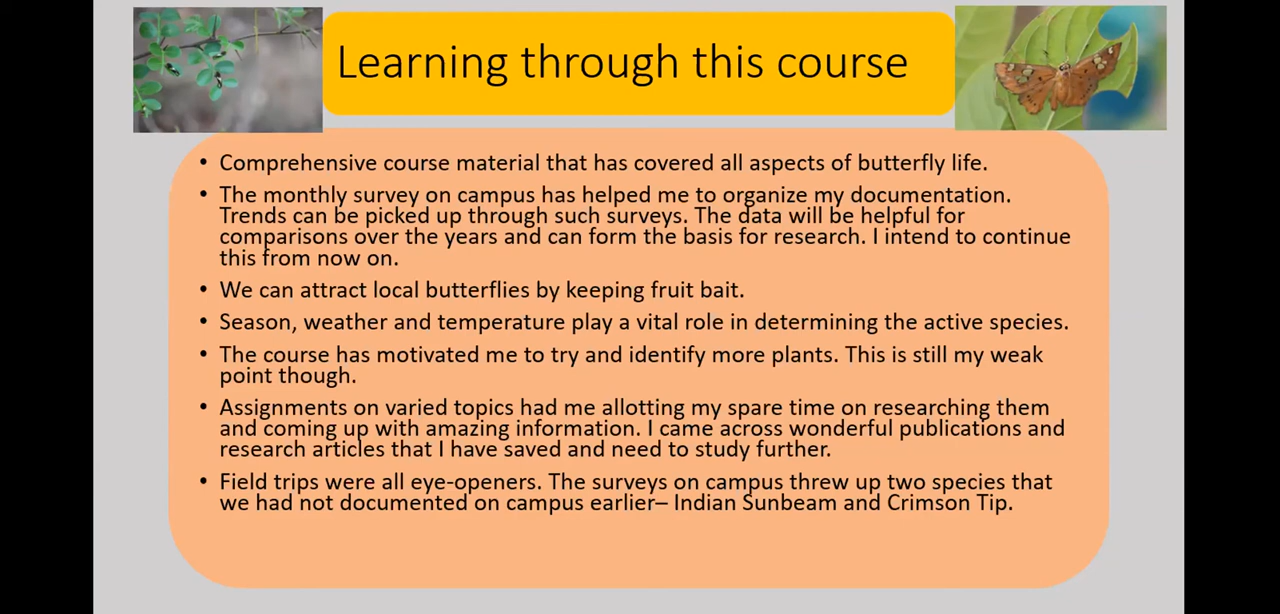 Learning through this course
• Comprehensive course material that has covered all aspects of butterfly life.
• The monthly survey on campus has helped me to organize my documentation.
Trends can be picked up through such surveys. The data will be helpful for
comparisons over the years and can form the basis for research. I intend to continue
this from now on.
• We can attract local butterflies by keeping fruit bait.
• Season, weather and temperature play a vital role in determining the active species.
• The course has motivated me to try and identify more plants. This is still my weak
point though.
• Assignments on varied topics had me allotting my spare time on researching them
and coming up with amazing information. I came across wonderful publications and
research articles that I have saved and need to study further.
• Field trips were all eye-openers. The surveys on campus threw up two species that
we had not documented on campus earlier– Indian Sunbeam and Crimson Tip.